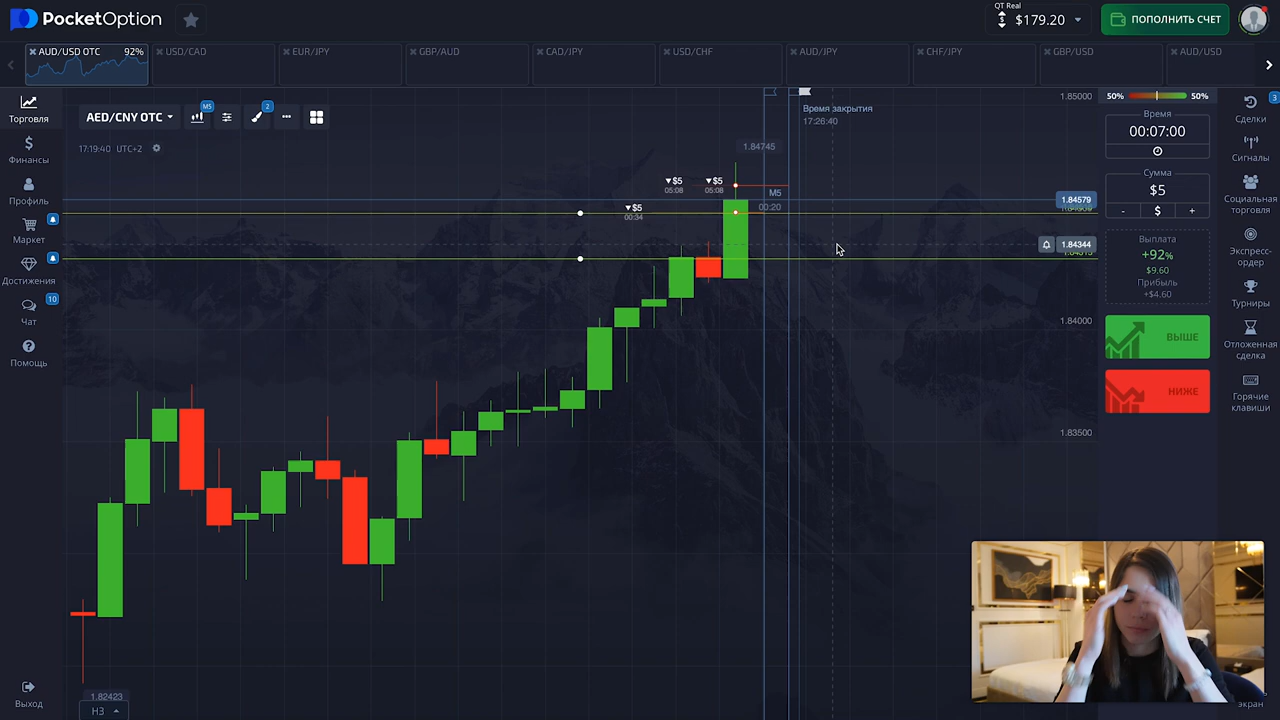 PocketOption
QT Real
$179.20
ПОПОЛНИТЬ СЧЕТ
AUD/USD OTC 92%
USD/CAD
EUR/JPY
GBP/AUD
CAD/JPY
USD/CHF
AUD/JPY
CHF/JPY
GBP/USD
AUD/USD
Торговля
Финансы
Профиль
Маркет
Достижения
10
Чат
Помощь
Выход
AED/CNY OTC
M5
2
17:19:40 UTC+2
Время закрытия
17:26:40
1.84745
$5
05:08
$5
05:08
$5
00:34
M5
00:20
1.85000
1.84579
1.84344
1.84000
1.83500
1.82423
H3
50%
50%
Время
00:07:00
Сумма
$5
-
$
+
Выплата
+92%
$9.60
Прибыль
+$4.60
ВЫШЕ
НИЖЕ
3
Сделки
Сигналы
Социальная
торговля
Экспресс-
ордер
Турниры
Отложенная
сделка
Горячие
клавиши
экран